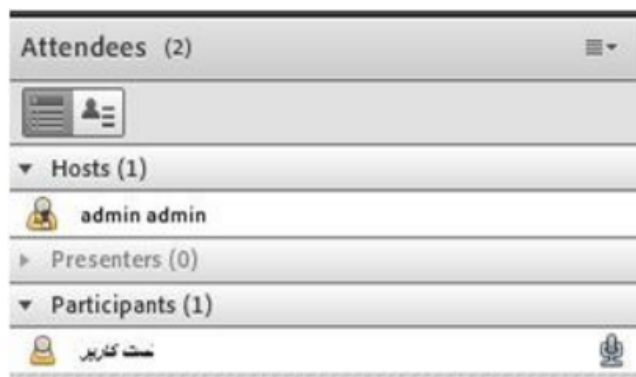 Attendees (2)
Hosts (1)
admin admin
Presenters (0)
Participants (1)
تست کاربر